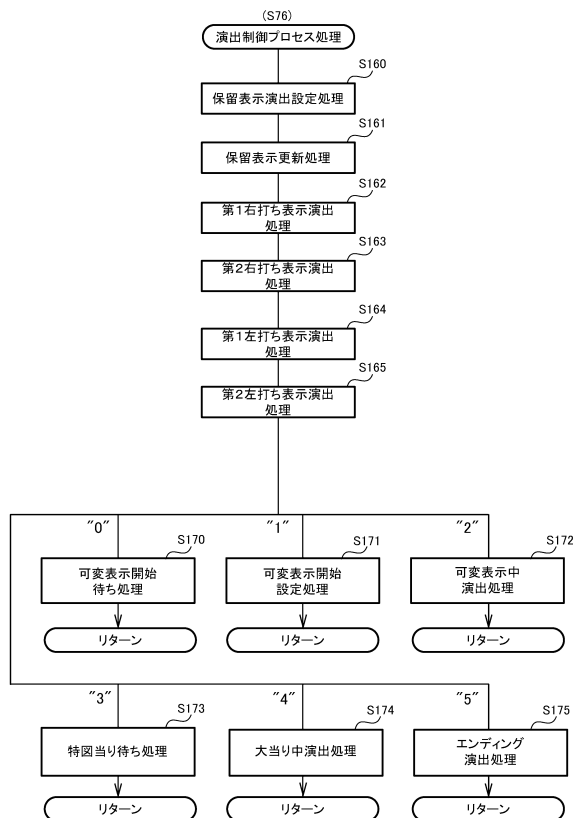 (S76)
演出制御プロセス処理
S160
保留表示演出設定処理
S161
保留表示更新処理
S162
第1右打ち表示演出
処理
S163
第2右打ち表示演出
処理
S164
第1左打ち表示演出
処理
S165
第2左打ち表示演出
処理
"0"
"1"
"2"
S170
S171
S172
可変表示開始
待ち処理
可変表示開始
設定処理
可変表示中
演出処理
リターン
リターン
リターン
"3"
"4"
"5"
S173
S174
S175
特図当り待ち処理
大当り中演出処理
エンディング
演出処理
リターン
リターン
リターン